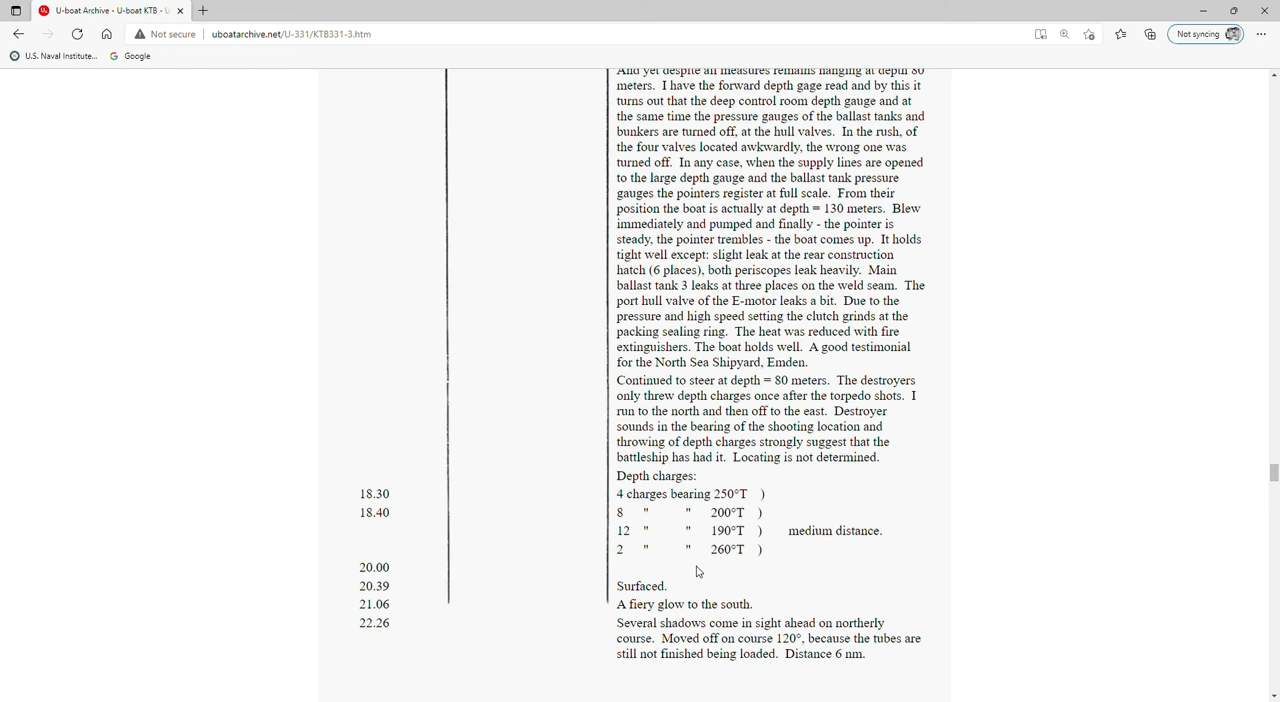 U-boat Archive - U-boat KTB - U-
Not secure uboatarchive.net/U-331/KTB331-3.htm Not syncing
U.S. Naval Institute... Google
And yet despite all measures remains hanging at depth 80
meters. I have the forward depth gage read and by this it
turns out that the deep control room depth gauge and at
the same time the pressure gauges of the ballast tanks and
bunkers are turned off, at the hull valves. In the rush, of
the four valves located awkwardly, the wrong one was
turned off. In any case, when the supply lines are opened
to the large depth gauge and the ballast tank pressure
gauges the pointers register at full scale. From their
position the boat is actually at depth = 130 meters. Blew
immediately and pumped and finally - the pointer is
steady, the pointer trembles - the boat comes up. It holds
tight well except: slight leak at the rear construction
hatch (6 places), both periscopes leak heavily. Main
ballast tank 3 leaks at three places on the weld seam. The
port hull valve of the E-motor leaks a bit. Due to the
pressure and high speed setting the clutch grinds at the
packing sealing ring. The heat was reduced with fire
extinguishers. The boat holds well. A good testimonial
for the North Sea Shipyard, Emden.
Continued to steer at depth = 80 meters. The destroyers
only threw depth charges once after the torpedo shots. I
run to the north and then off to the east. Destroyer
sounds in the bearing of the shooting location and
throwing of depth charges strongly suggest that the
battleship has had it. Locating is not determined.
Depth charges:
18.30 4 charges bearing 250°T )
18.40 8 " " 200°T )
12 " " 190°T ) medium distance.
2 " " 260°T )
20.00
20.39 Surfaced.
21.06 A fiery glow to the south.
22.26 Several shadows come in sight ahead on northerly
course. Moved off on course 120°, because the tubes are
still not finished being loaded. Distance 6 nm.